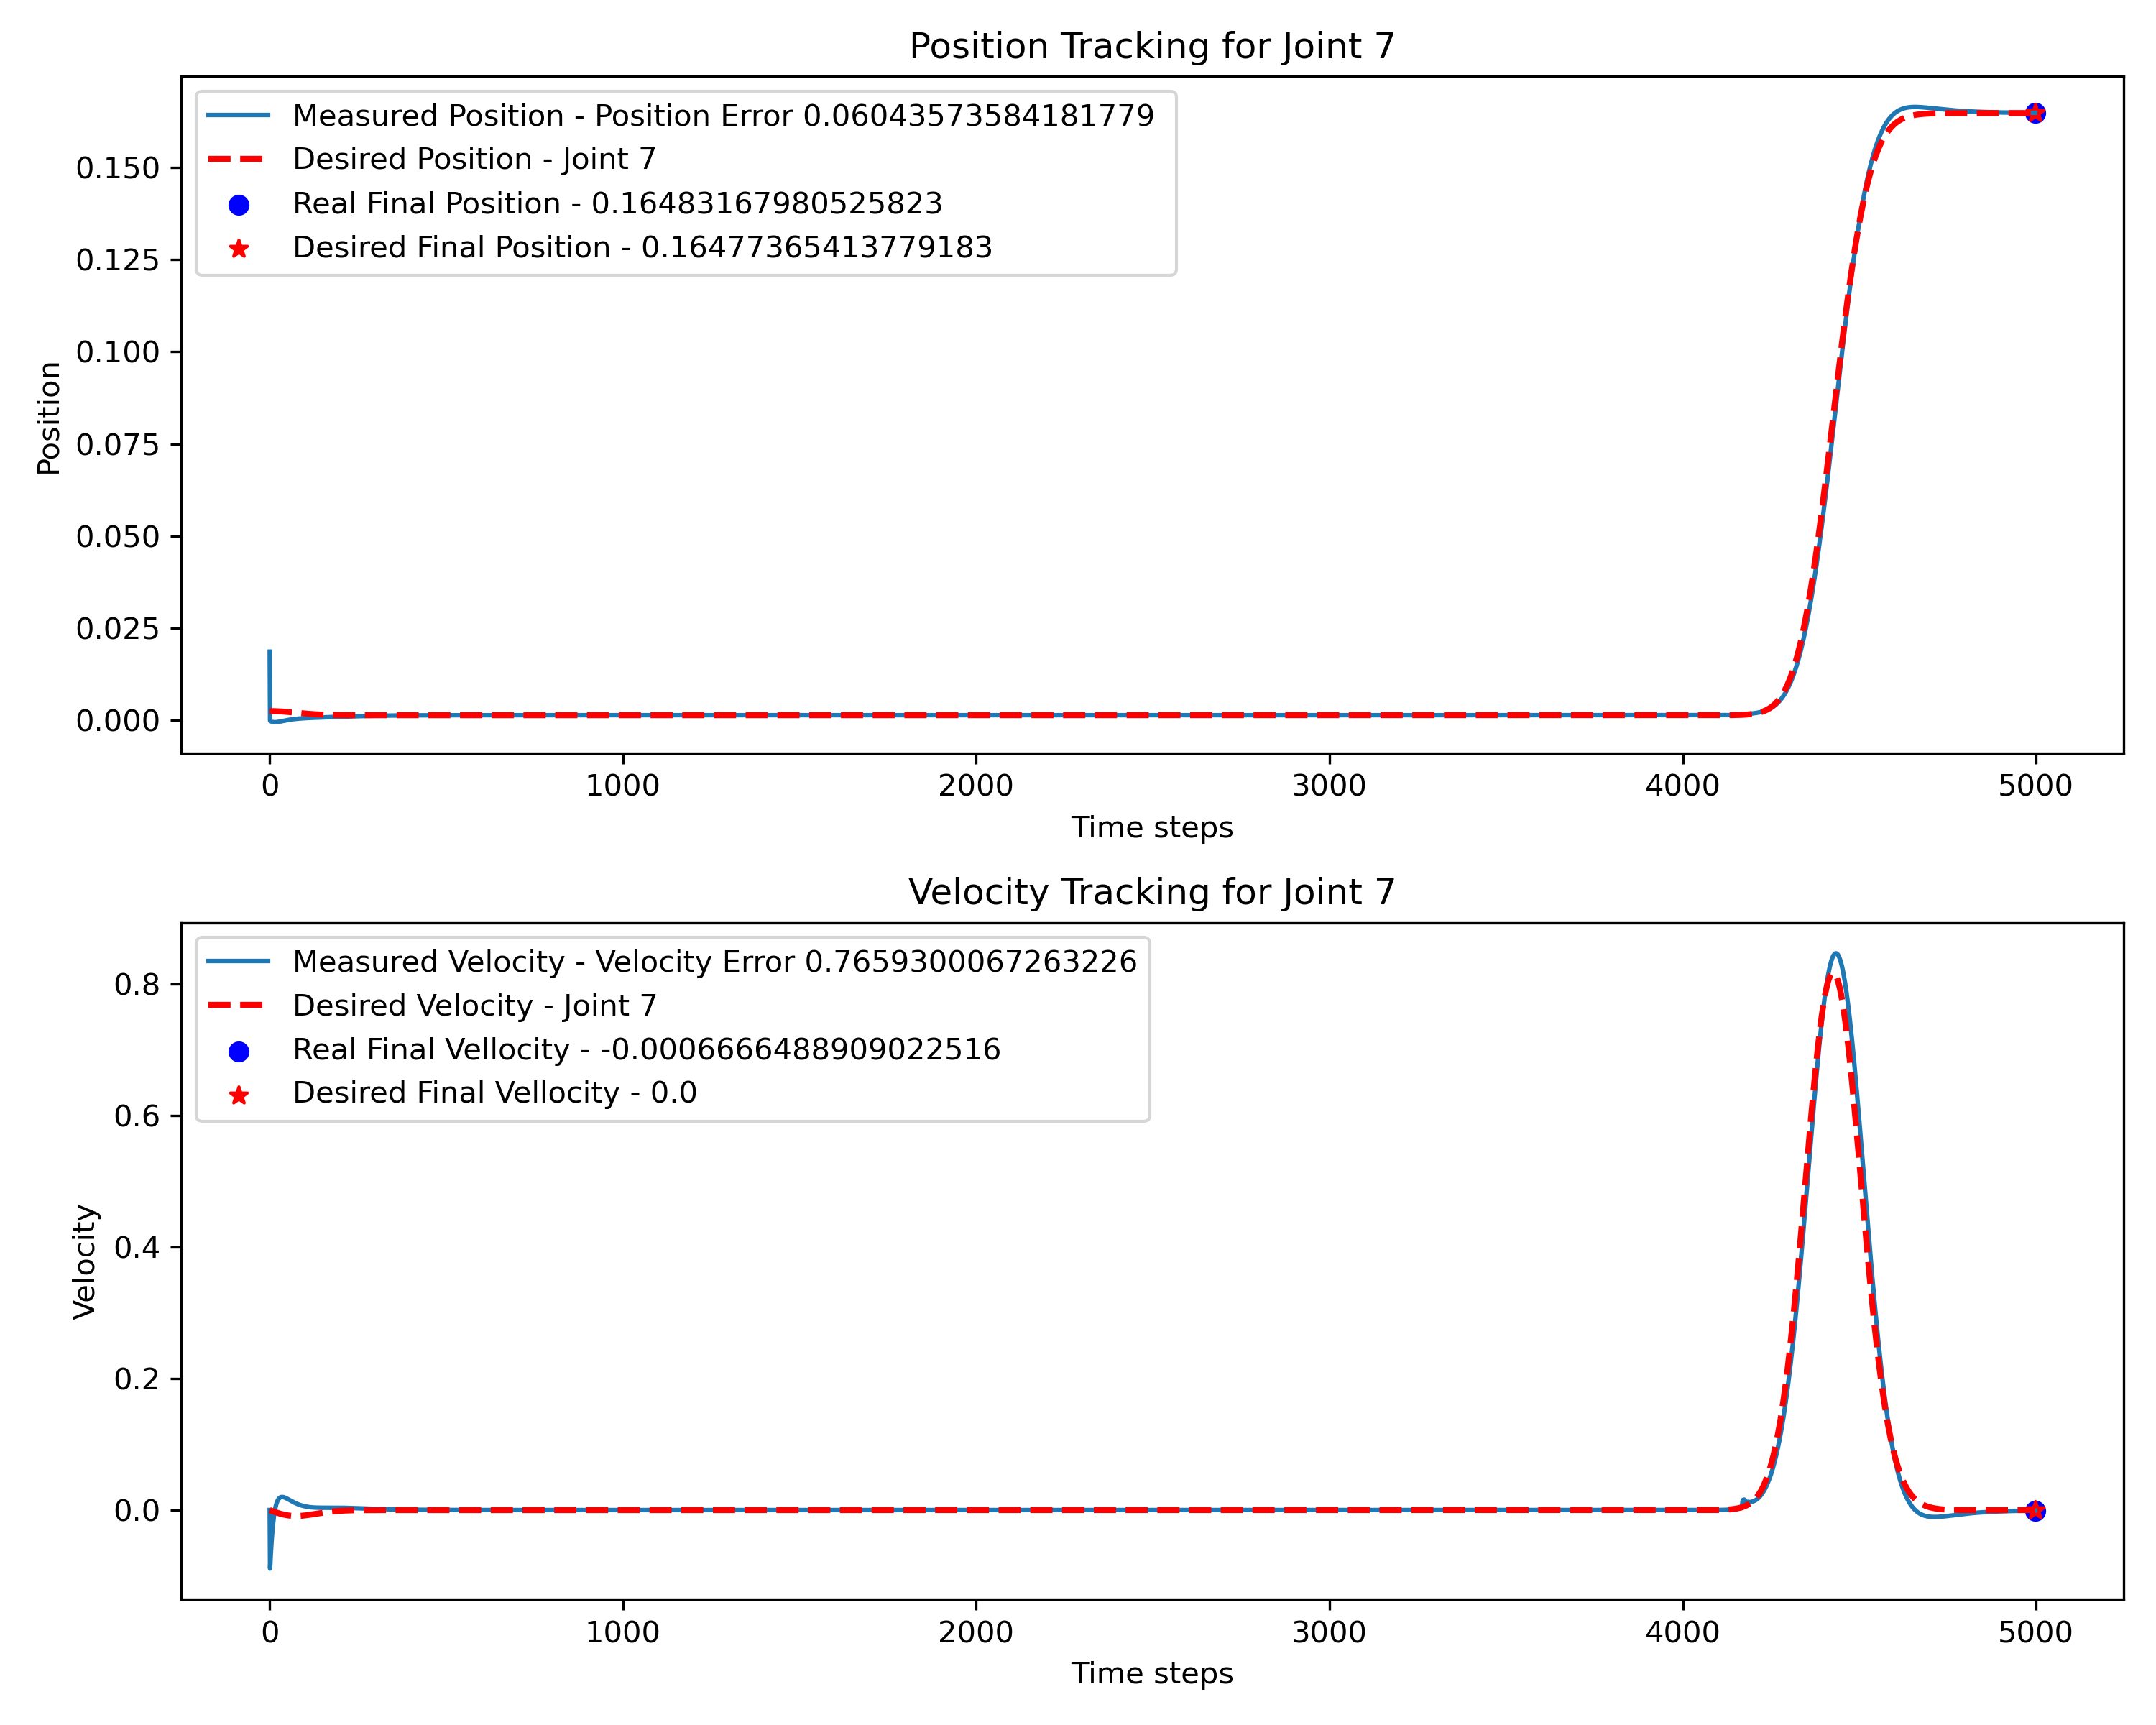 Position Tracking for Joint 7
Measured Position - Position Error 0.06043573584181779
Desired Position - Joint 7
Real Final Position - 0.16483167980525823
Desired Final Position - 0.16477365413779183
Position
0.150
0.125
0.100
0.075
0.050
0.025
0.000
0 1000 2000 3000 4000 5000
Time steps
Velocity Tracking for Joint 7
Measured Velocity - Velocity Error 0.7659300067263226
Desired Velocity - Joint 7
Real Final Vellocity - -0.0006666488909022516
Desired Final Vellocity - 0.0
Velocity
0.8
0.6
0.4
0.2
0.0
0 1000 2000 3000 4000 5000
Time steps